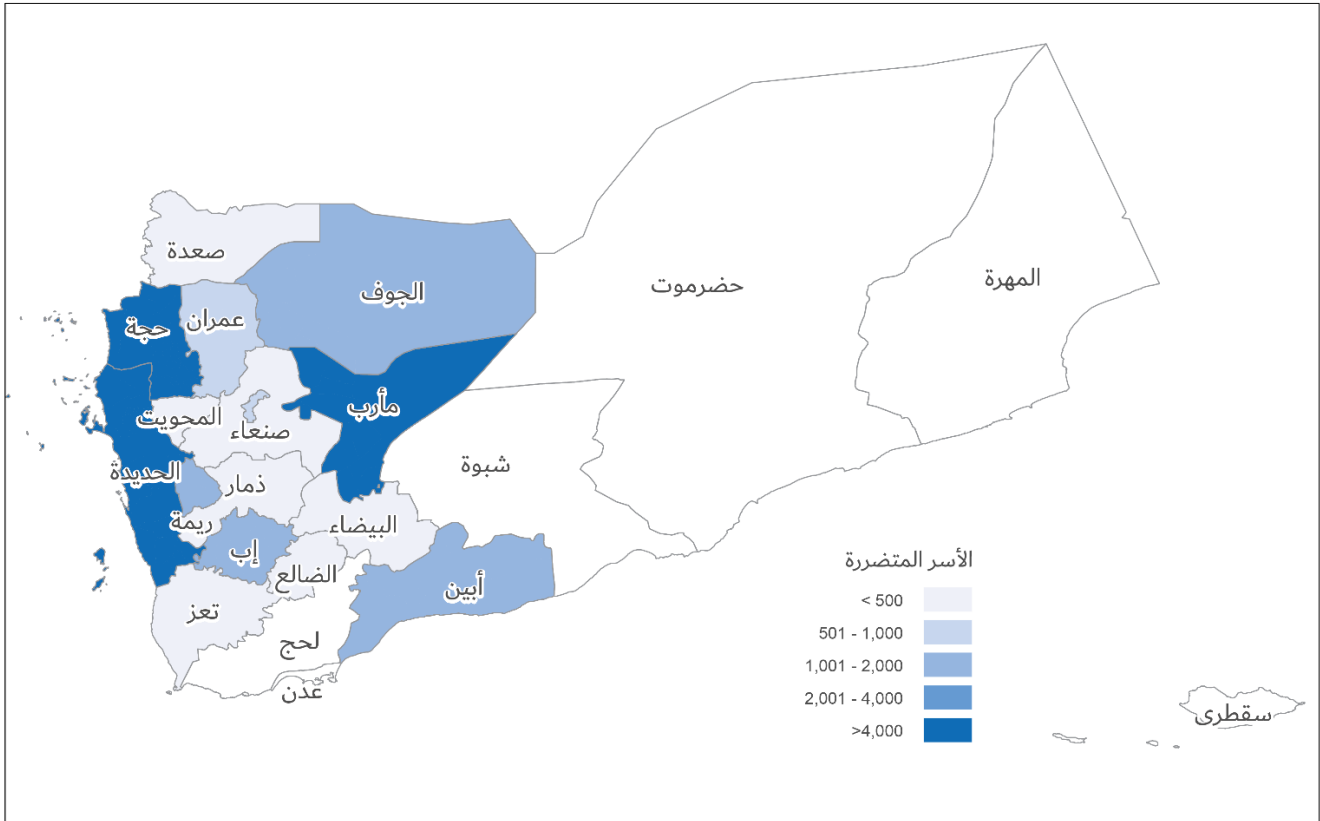 صعدة
الجوف
حضرموت
المهرة
حجة
عمران
مأرب
المحويت
صنعاء
شبوة
الحديدة
ذمار
ريمة
البيضاء
إب
الضالع
أبين
تعز
لحج
عدن
سقطرى
الأسر المتضررة
< 500
501 - 1,000
1,001 - 2,000
2,001 - 4,000
>4,000